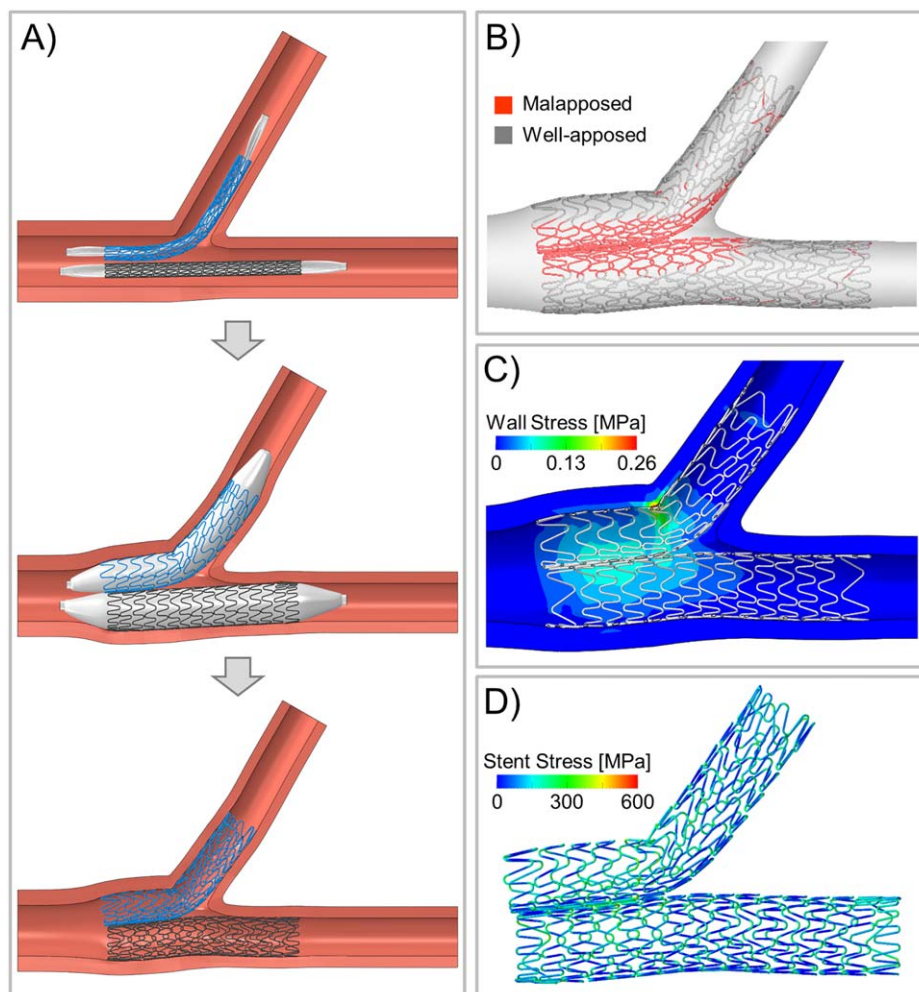 A)
B)
Malapposed
Well-apposed
C)
Wall Stress [MPa]
0 0.13 0.26
D)
Stent Stress [MPa]
0 300 600